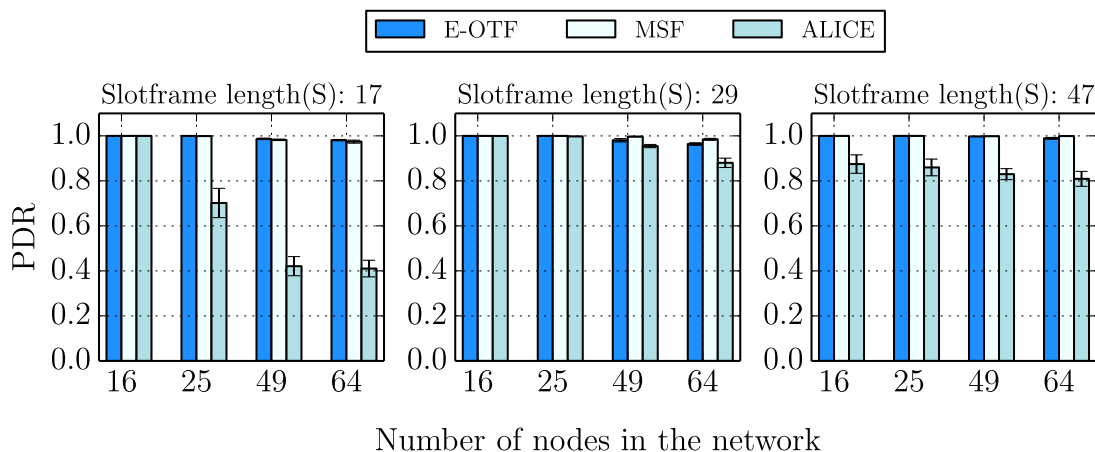 E-OTF MSF ALICE
Slotframe length(S): 17 Slotframe length(S): 29 Slotframe length(S): 47
PDR
1.0 1.0 1.0
0.8 0.8 0.8
0.6 0.6 0.6
0.4 0.4 0.4
0.2 0.2 0.2
0.0 0.0 0.0
16 25 49 64 16 25 49 64 16 25 49 64
Number of nodes in the network